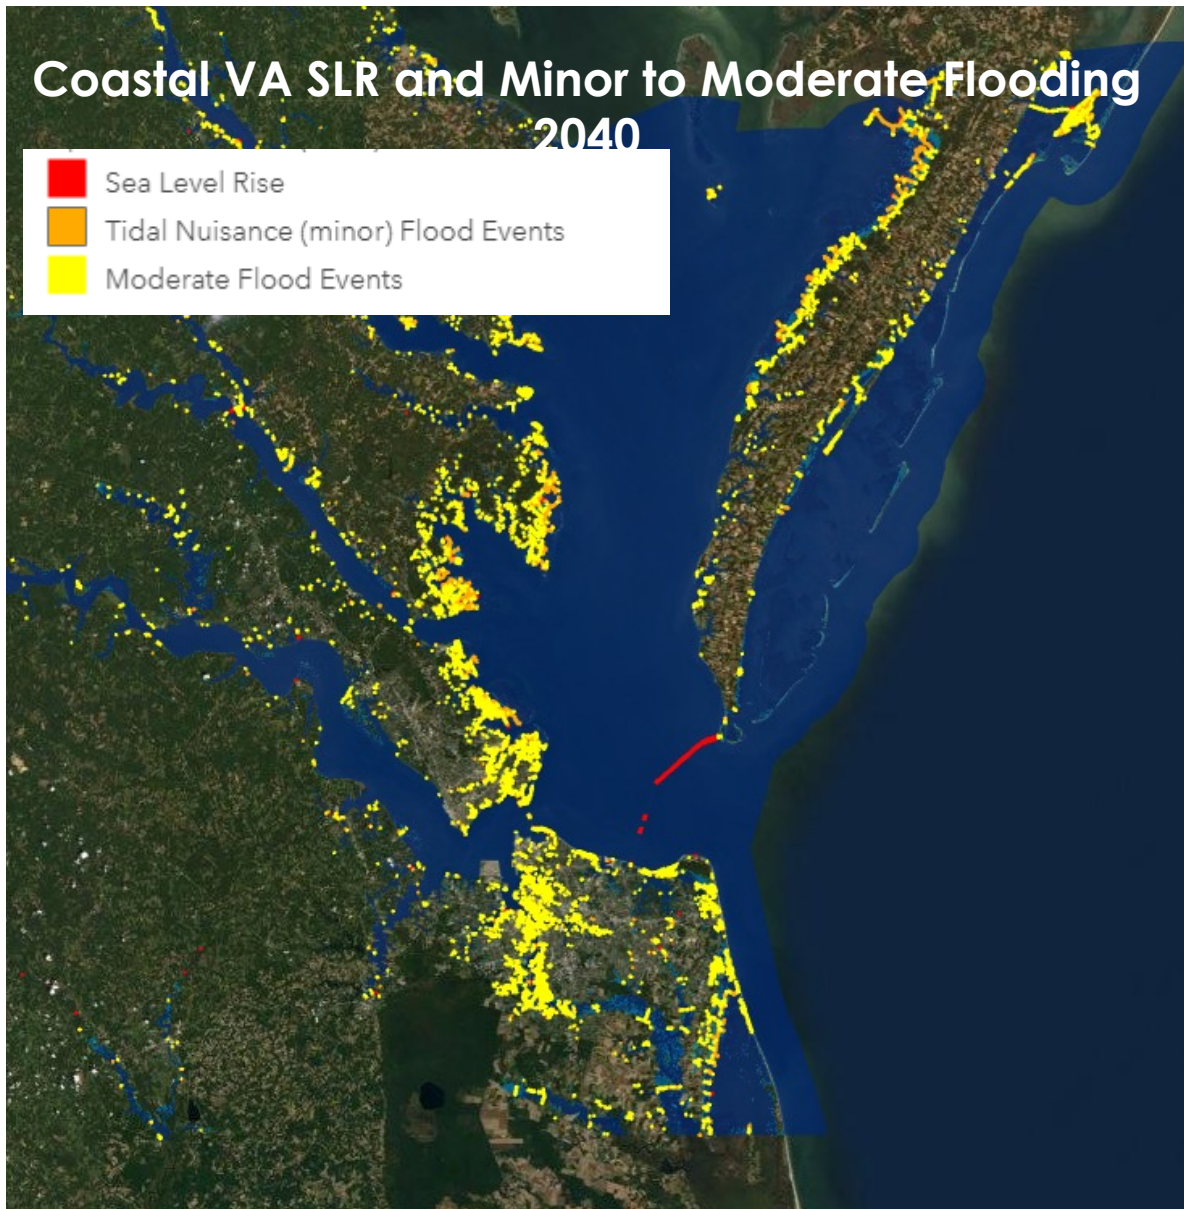 Coastal VA SLR and Minor to Moderate Flooding
2040
Sea Level Rise
Tidal Nuisance (minor) Flood Events
Moderate Flood Events